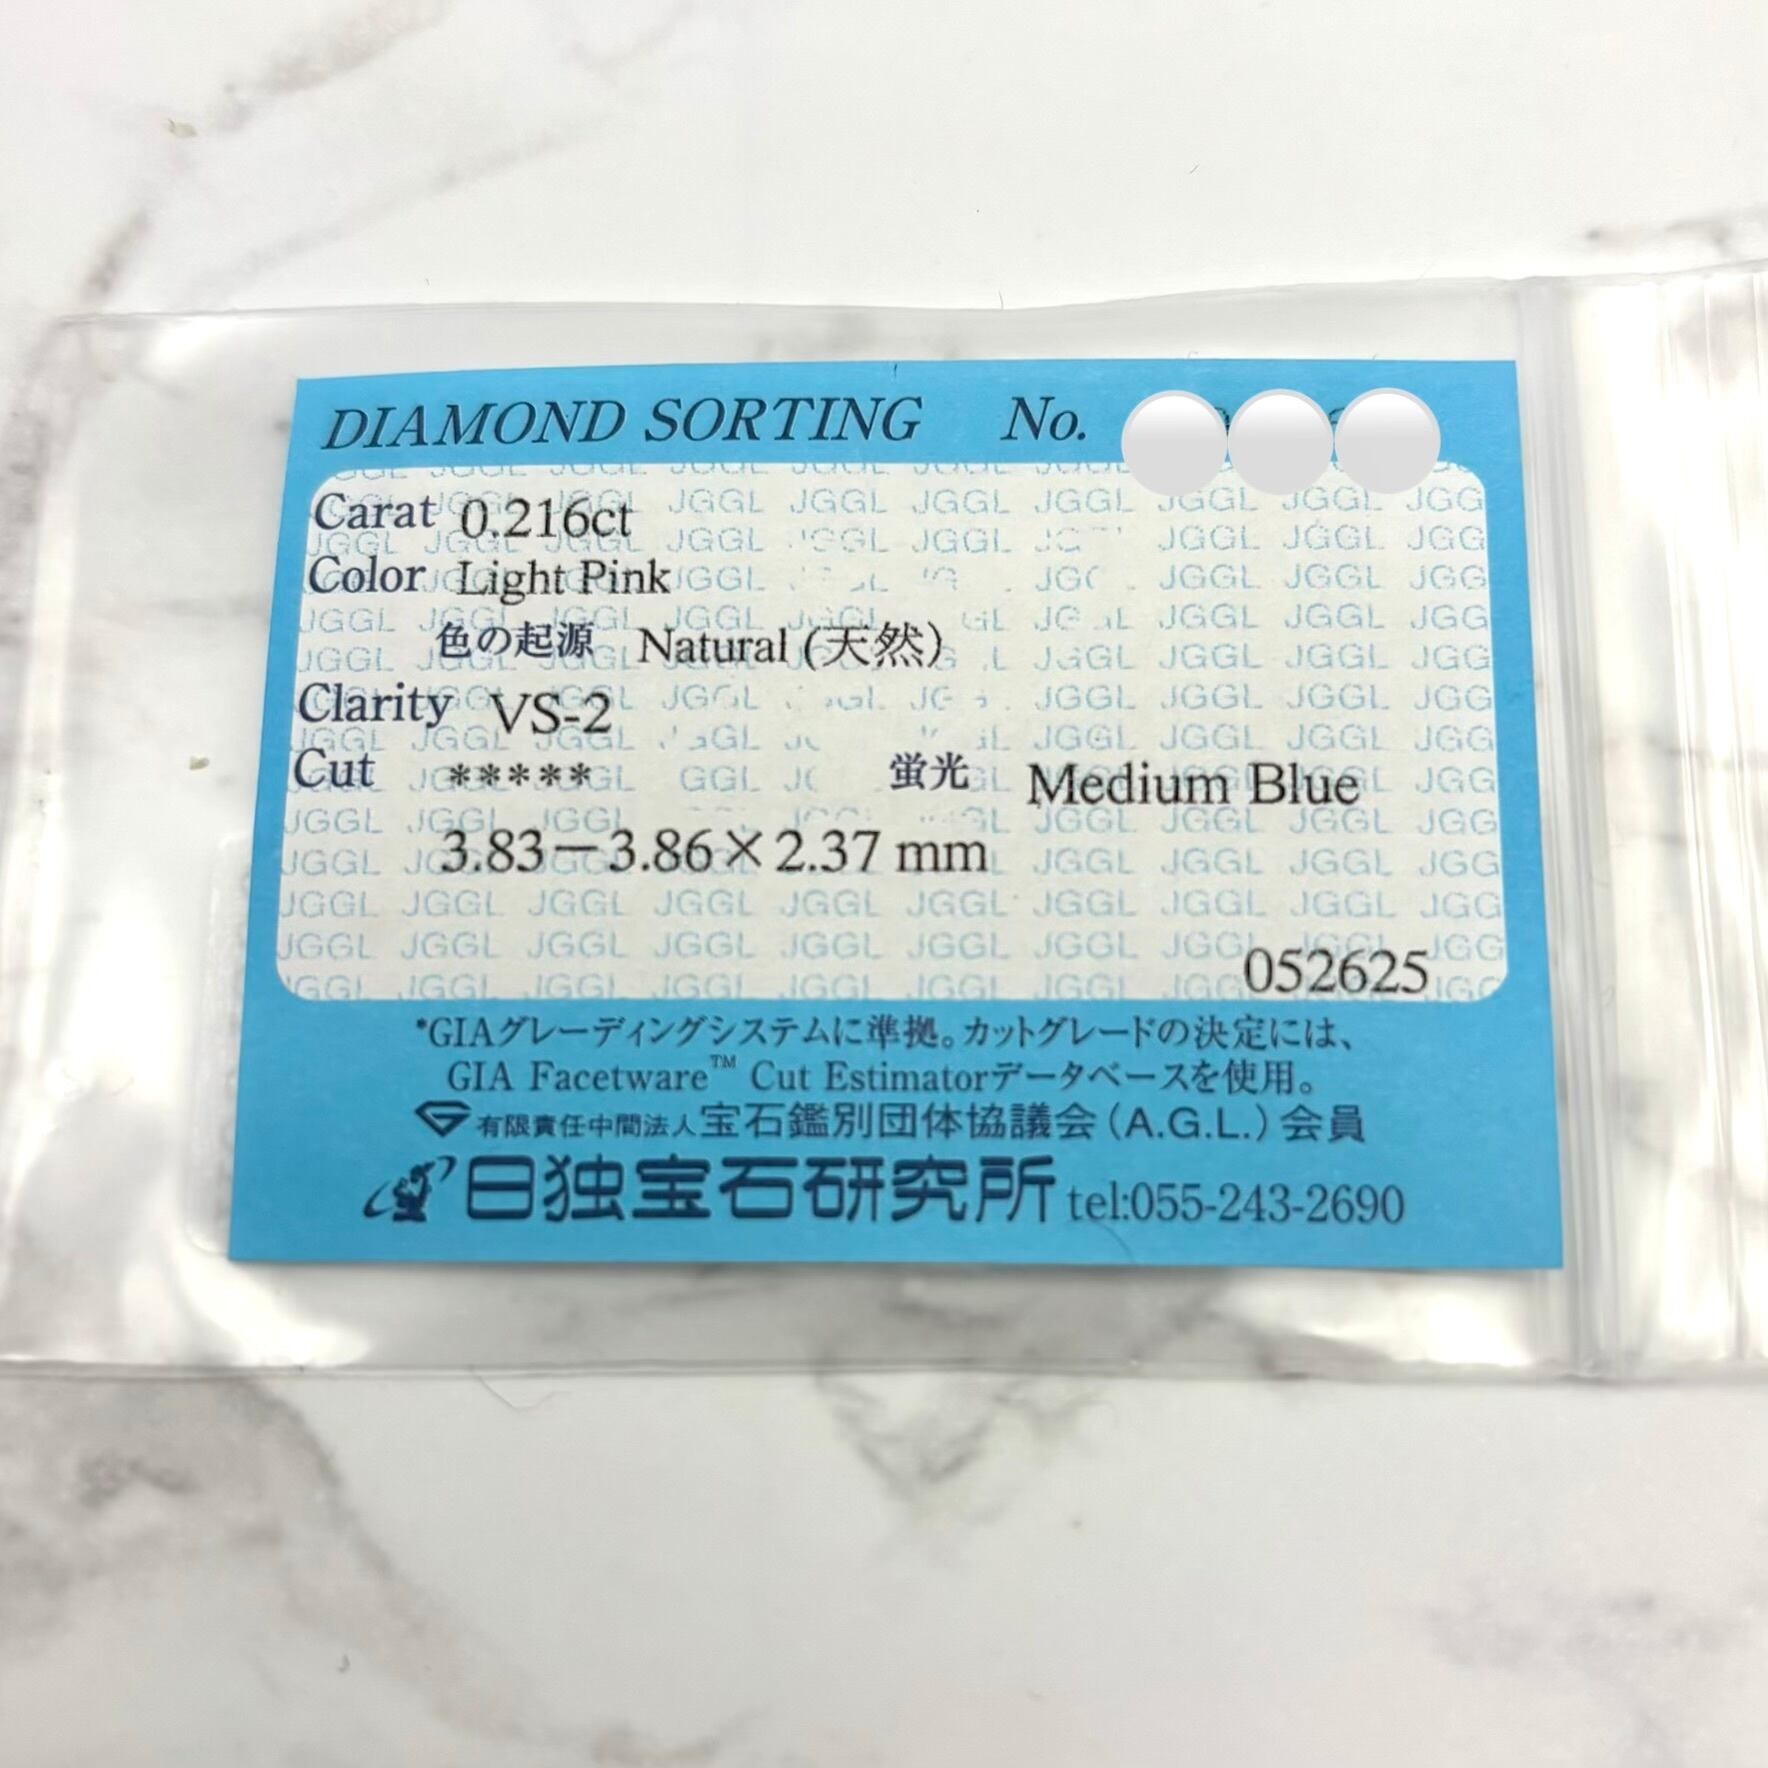 DIAMOND SORTING No.
Carat 0.216ct
Color Light Pink
色の起源 Natural (天然)
Clarity VS-2
Cut ***** 蛍光 Medium Blue
3.83－3.86×2.37 mm
052625
*GIAグレーディングシステムに準拠。カットグレードの決定には、
GIA Facetware™ Cut Estimatorデータベースを使用。
有限責任中間法人宝石鑑別団体協議会(A.G.L.)会員
日独宝石研究所 tel:055-243-2690